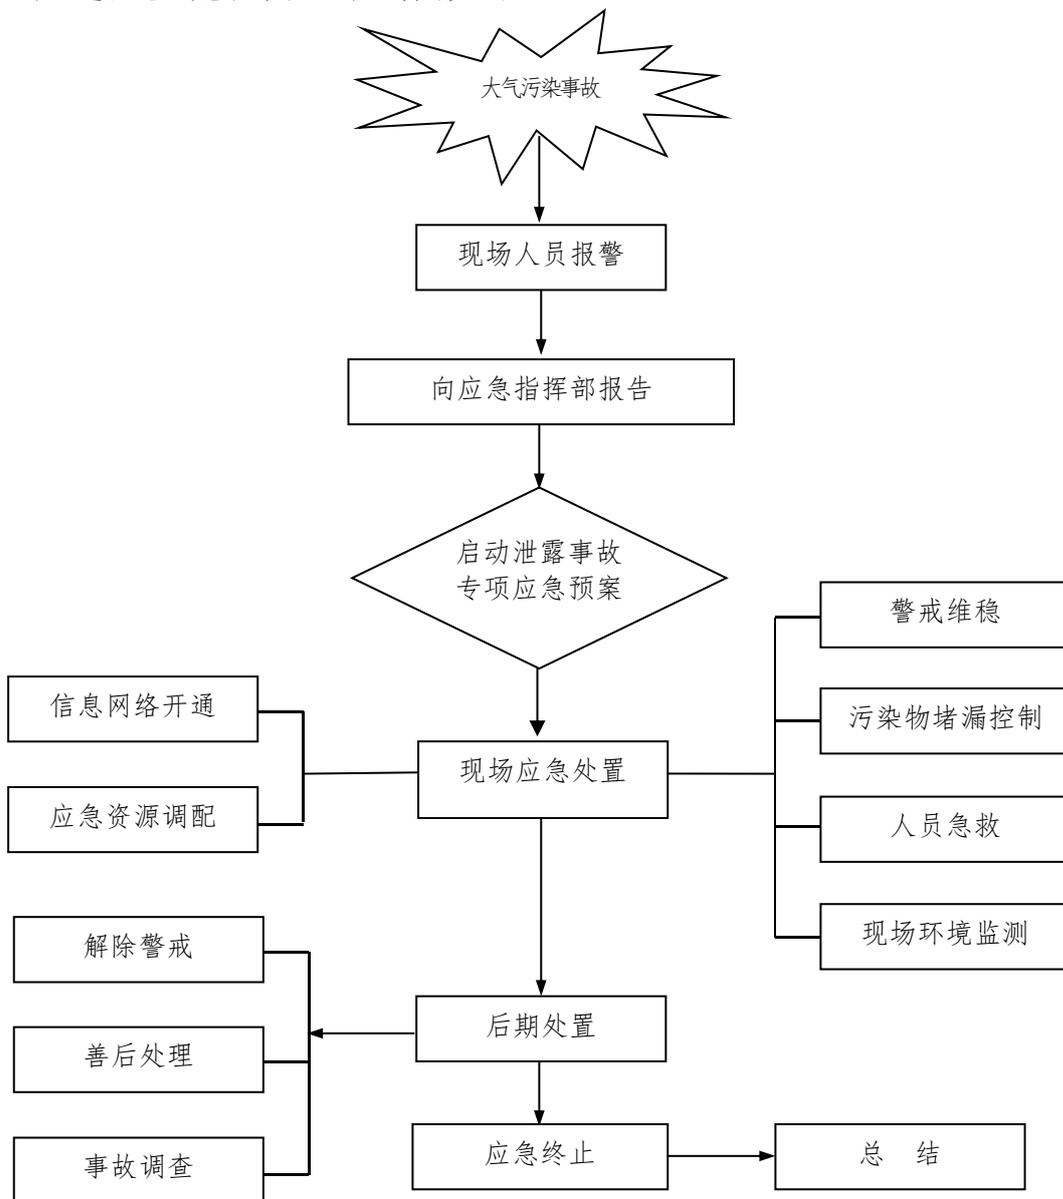 大气污染事故
现场人员报警
向应急指挥部报告
启动泄露事故
专项应急预案
警戒维稳
信息网络开通
污染物堵漏控制
现场应急处置
应急资源调配
人员急救
解除警戒
现场环境监测
后期处置
善后处理
应急终止
总 结
事故调查